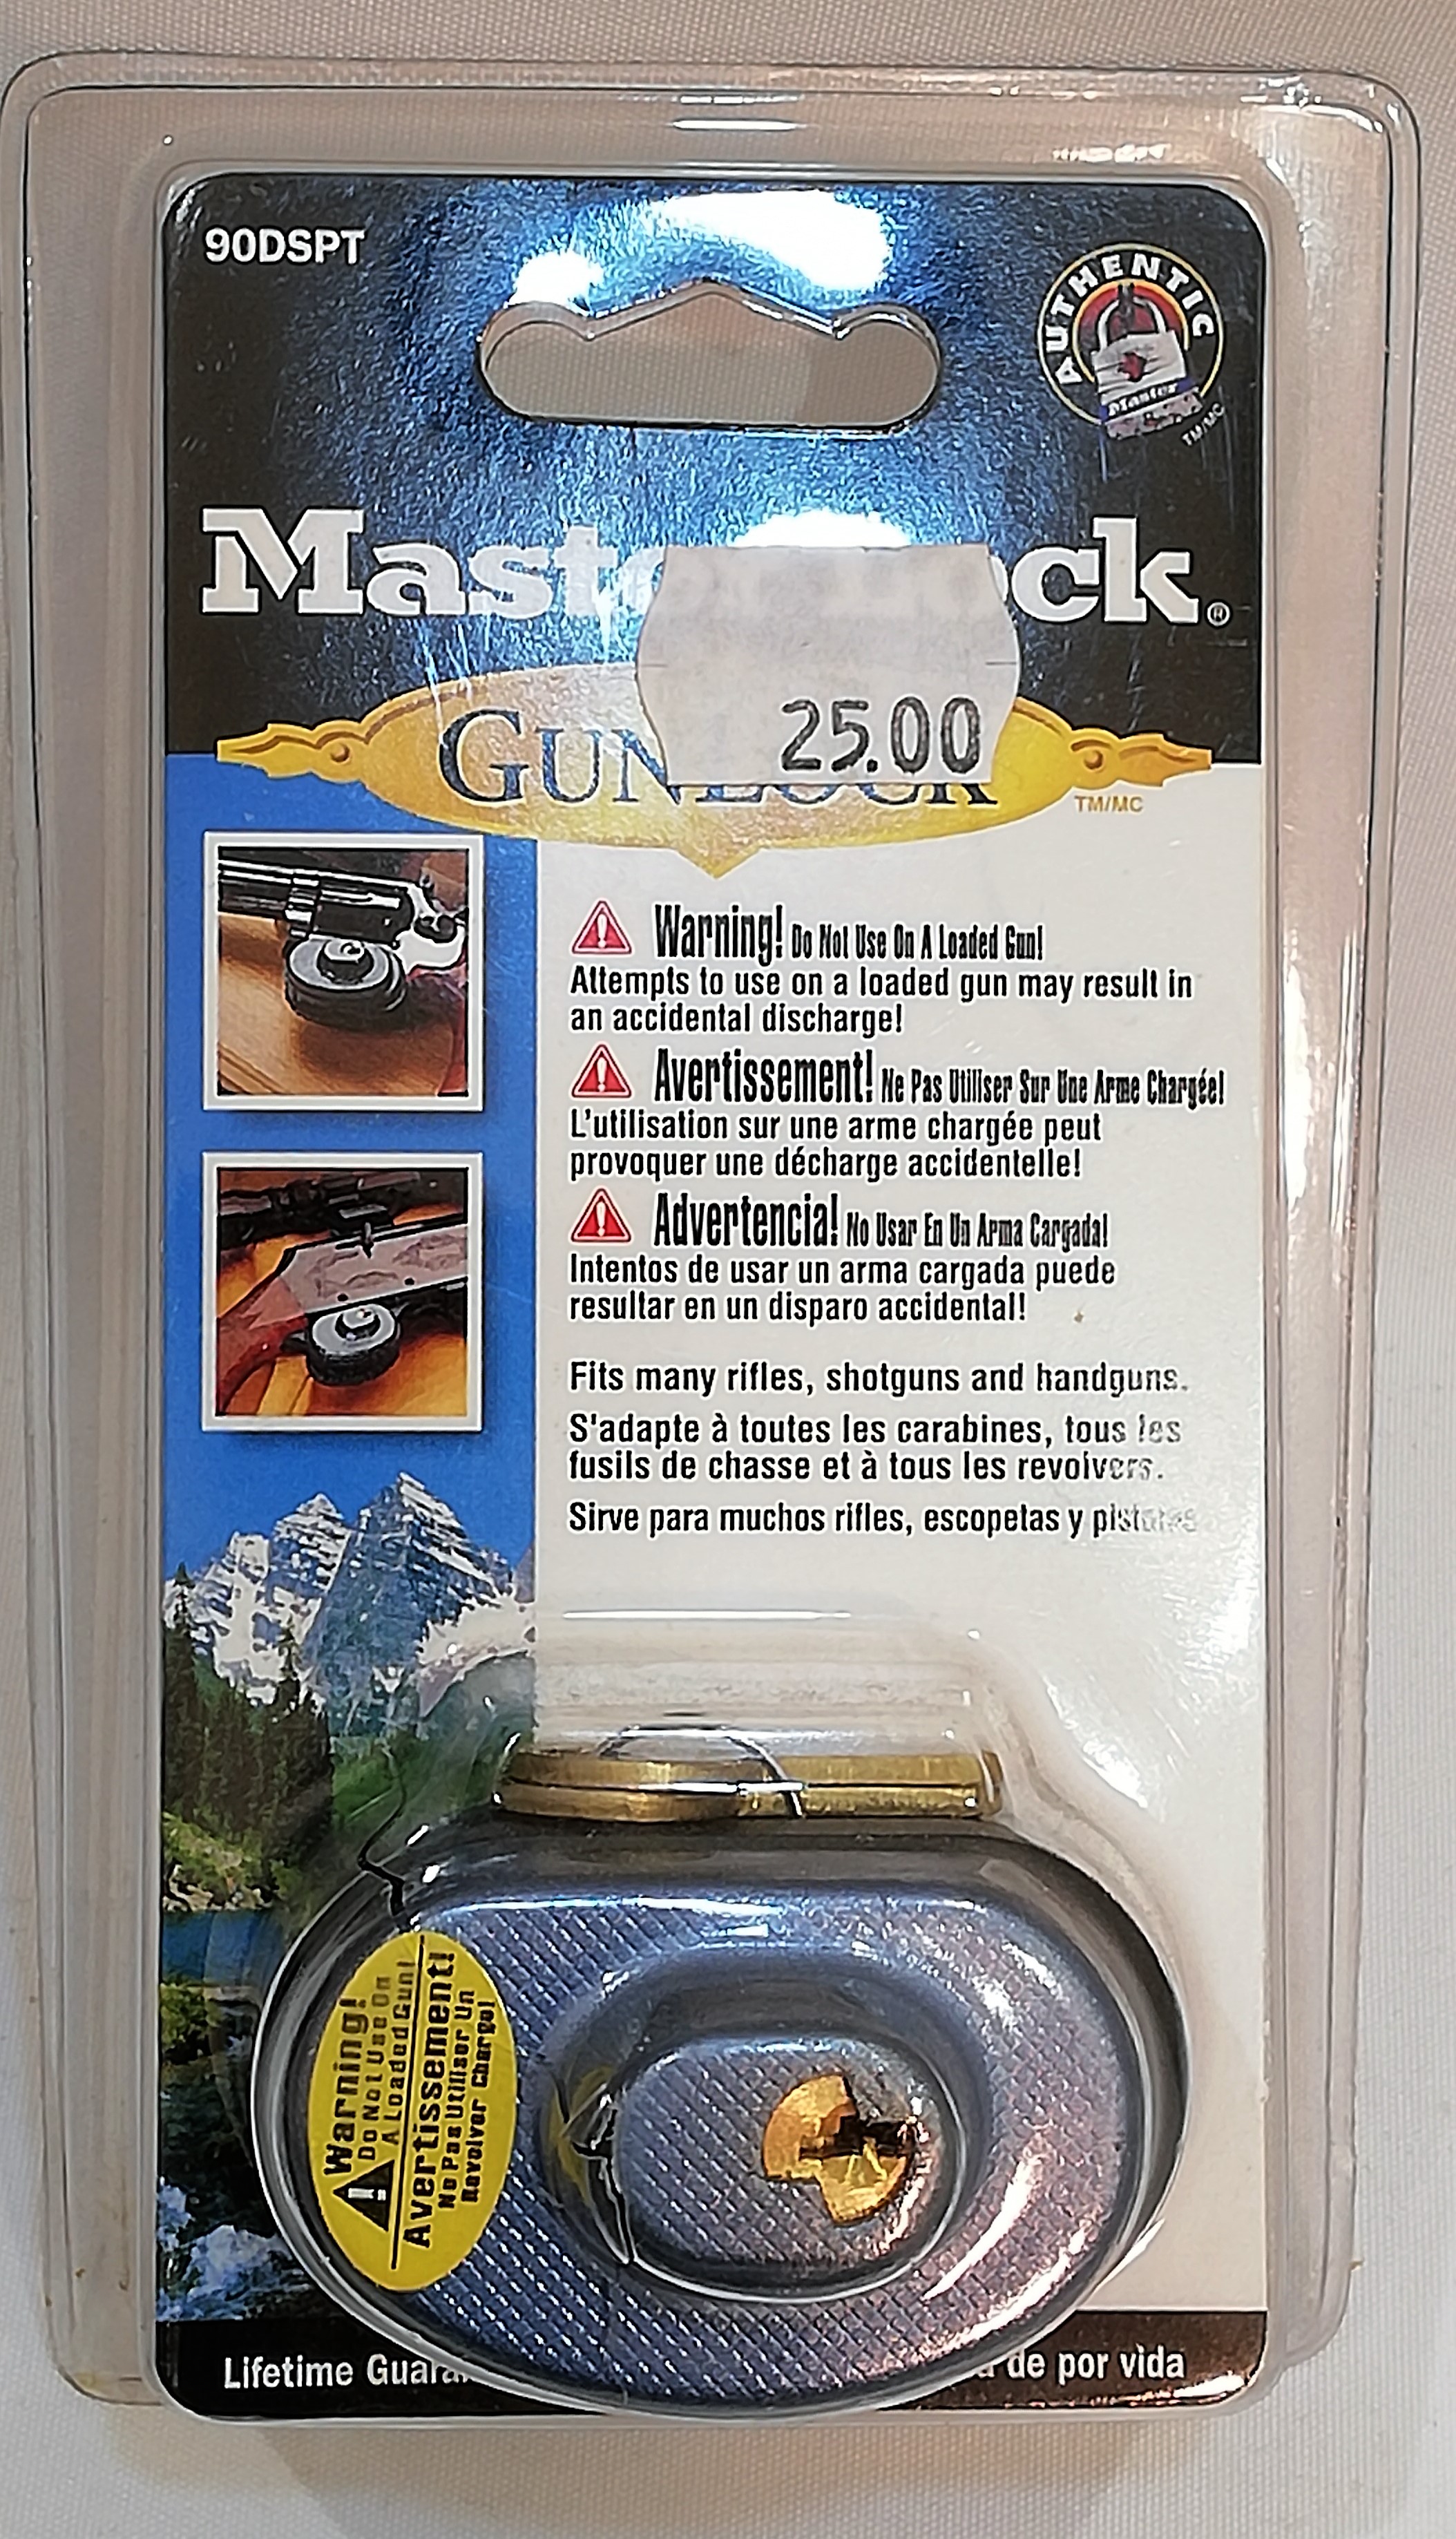 90DSPT
AUTHENTIC
Master
TM/MC
Master Lock®
25.00
GUNLOCK
TM/MC
Warning! Do Not Use On A Loaded Gun!
Attempts to use on a loaded gun may result in
an accidental discharge!
Avertissement! Ne Pas Utiliser Sur Une Arme Chargée!
L'utilisation sur une arme chargée peut
provoquer une décharge accidentelle!
Advertencia! No Usar En Un Arma Cargada!
Intentos de usar un arma cargada puede
resultar en un disparo accidental!
Fits many rifles, shotguns and handguns.
S'adapte à toutes les carabines, tous les
fusils de chasse et à tous les revolvers.
Sirve para muchos rifles, escopetas y pistolas
Warning!
Do Not Use On
A Loaded Gun!
Avertissement!
Ne Pas Utiliser Un
Revolver Chargé!
Lifetime
de por vida